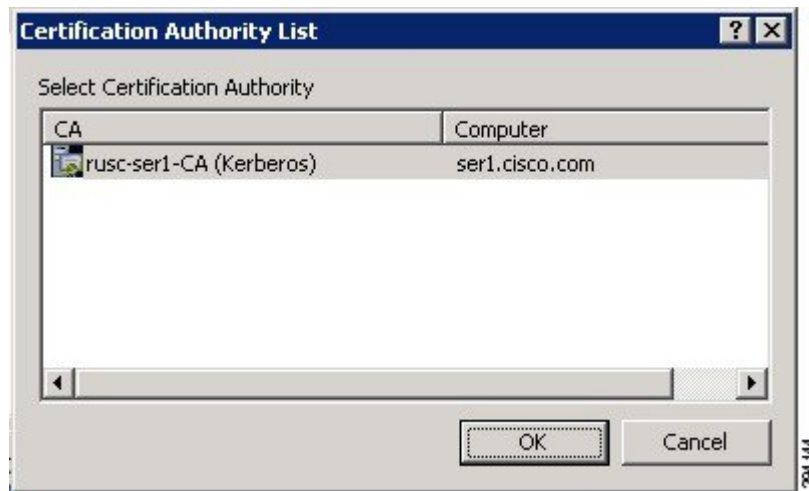 Certification Authority List
Select Certification Authority
CA Computer
rusc-ser1-CA (Kerberos) ser1.cisco.com
OK Cancel